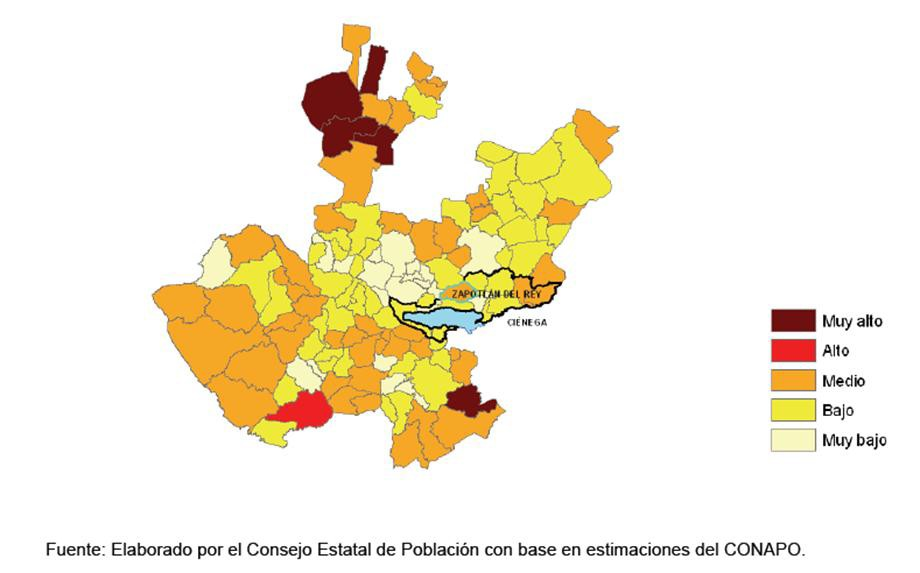 ZAPOTLAN DEL REY
CIÉNEGA
Muy alto
Alto
Medio
Bajo
Muy bajo
Fuente: Elaborado por el Consejo Estatal de Población con base en estimaciones del CONAPO.